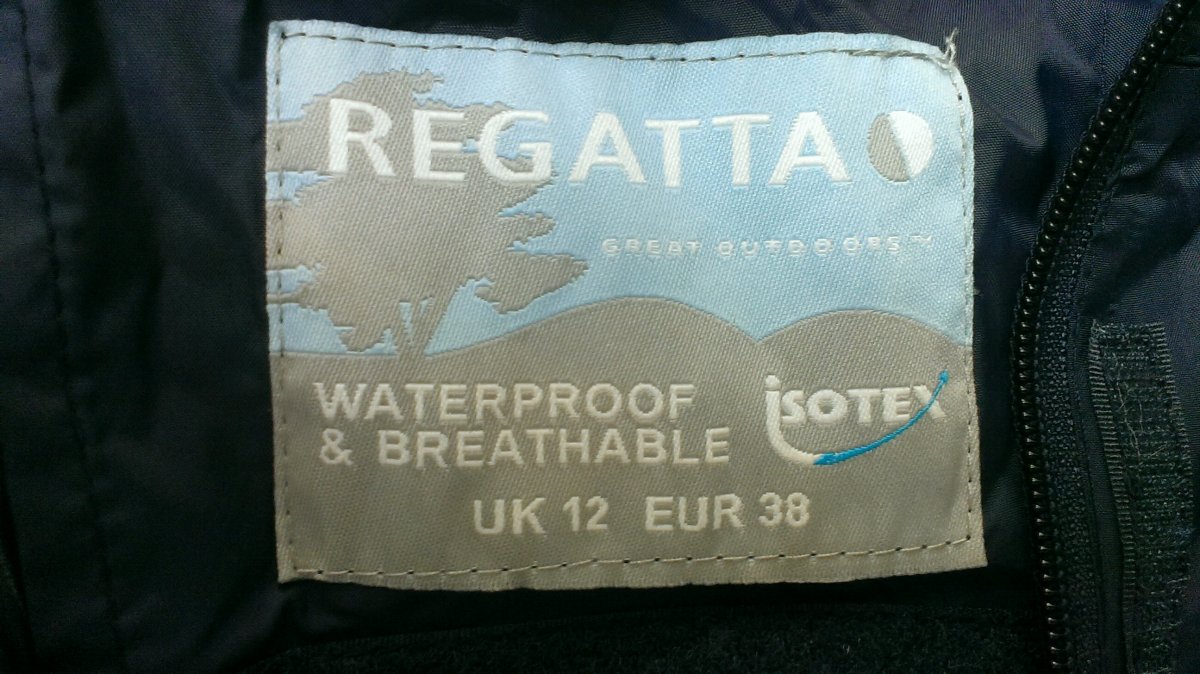 REGATTA
GREAT OUTDOORS™
WATERPROOF
& BREATHABLE
isOTEX
UK 12 EUR 38